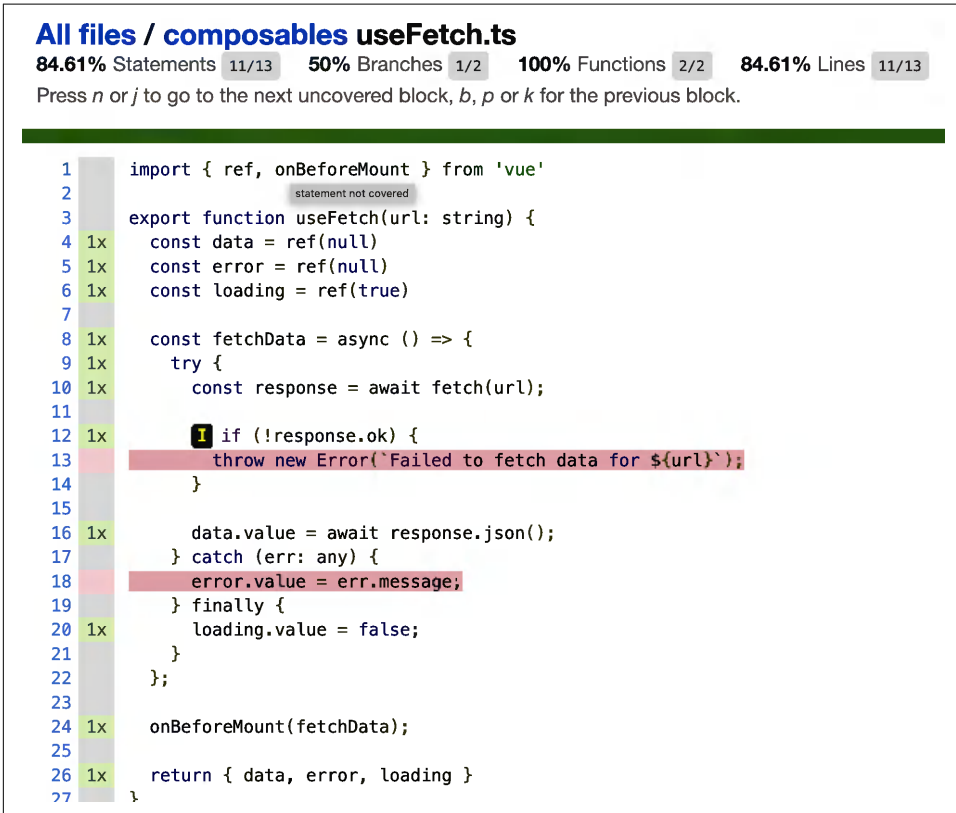 All files / composables useFetch.ts
84.61% Statements 11/13 50% Branches 1/2 100% Functions 2/2 84.61% Lines 11/13
Press n or j to go to the next uncovered block, b, p or k for the previous block.
1 import { ref, onBeforeMount } from 'vue'
2 statement not covered
3 export function useFetch(url: string) {
4 1x const data = ref(null)
5 1x const error = ref(null)
6 1x const loading = ref(true)
7
8 1x const fetchData = async () => {
9 1x try {
10 1x const response = await fetch(url);
11
12 1x I if (!response.ok) {
13 throw new Error(`Failed to fetch data for ${url}`);
14 }
15
16 1x data.value = await response.json();
17 } catch (err: any) {
18 error.value = err.message;
19 } finally {
20 1x loading.value = false;
21 }
22 };
23
24 1x onBeforeMount(fetchData);
25
26 1x return { data, error, loading }
27 }